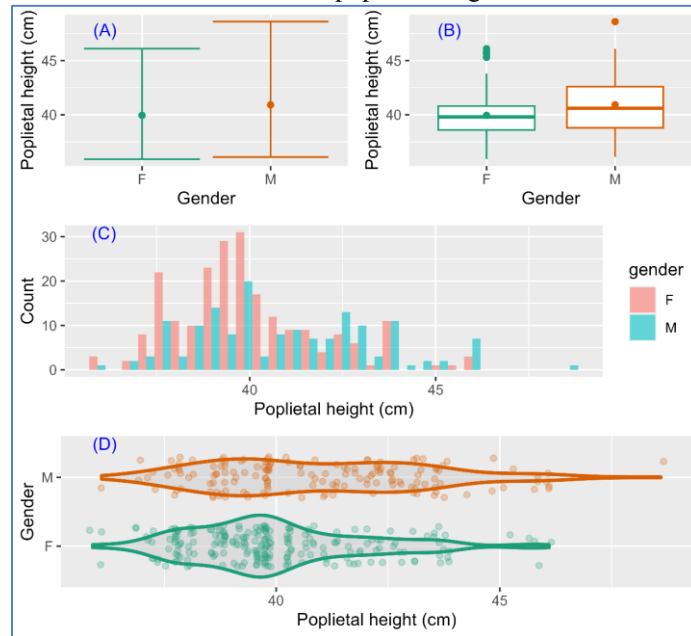 (A)
Poplietal height (cm)
45
40
F
M
Gender
(B)
Poplietal height (cm)
45
40
F
M
Gender
(C)
Count
30
20
10
0
40
45
Poplietal height (cm)
gender
F
M
(D)
Gender
M
F
40
45
Poplietal height (cm)